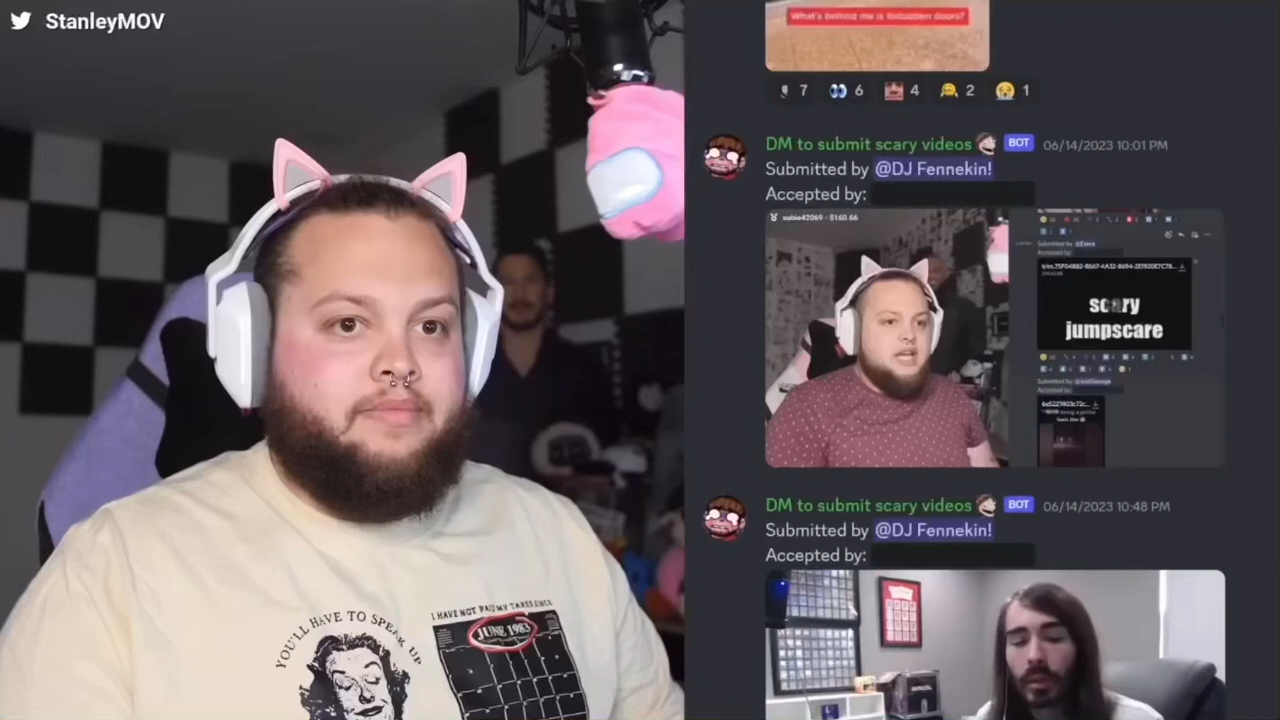 StanleyMOV
What's behind me is forbidden doors?
7 6 4 2 1
DM to submit scary videos BOT 06/14/2023 10:01 PM
Submitted by @DJ Fennekin!
Accepted by:
scary
jumpscare
DM to submit scary videos BOT 06/14/2023 10:48 PM
Submitted by @DJ Fennekin!
Accepted by:
YOU'LL HAVE TO SPEAK UP
I HAVE NOT PAID MY TAXES SINCE
JUNE 1983